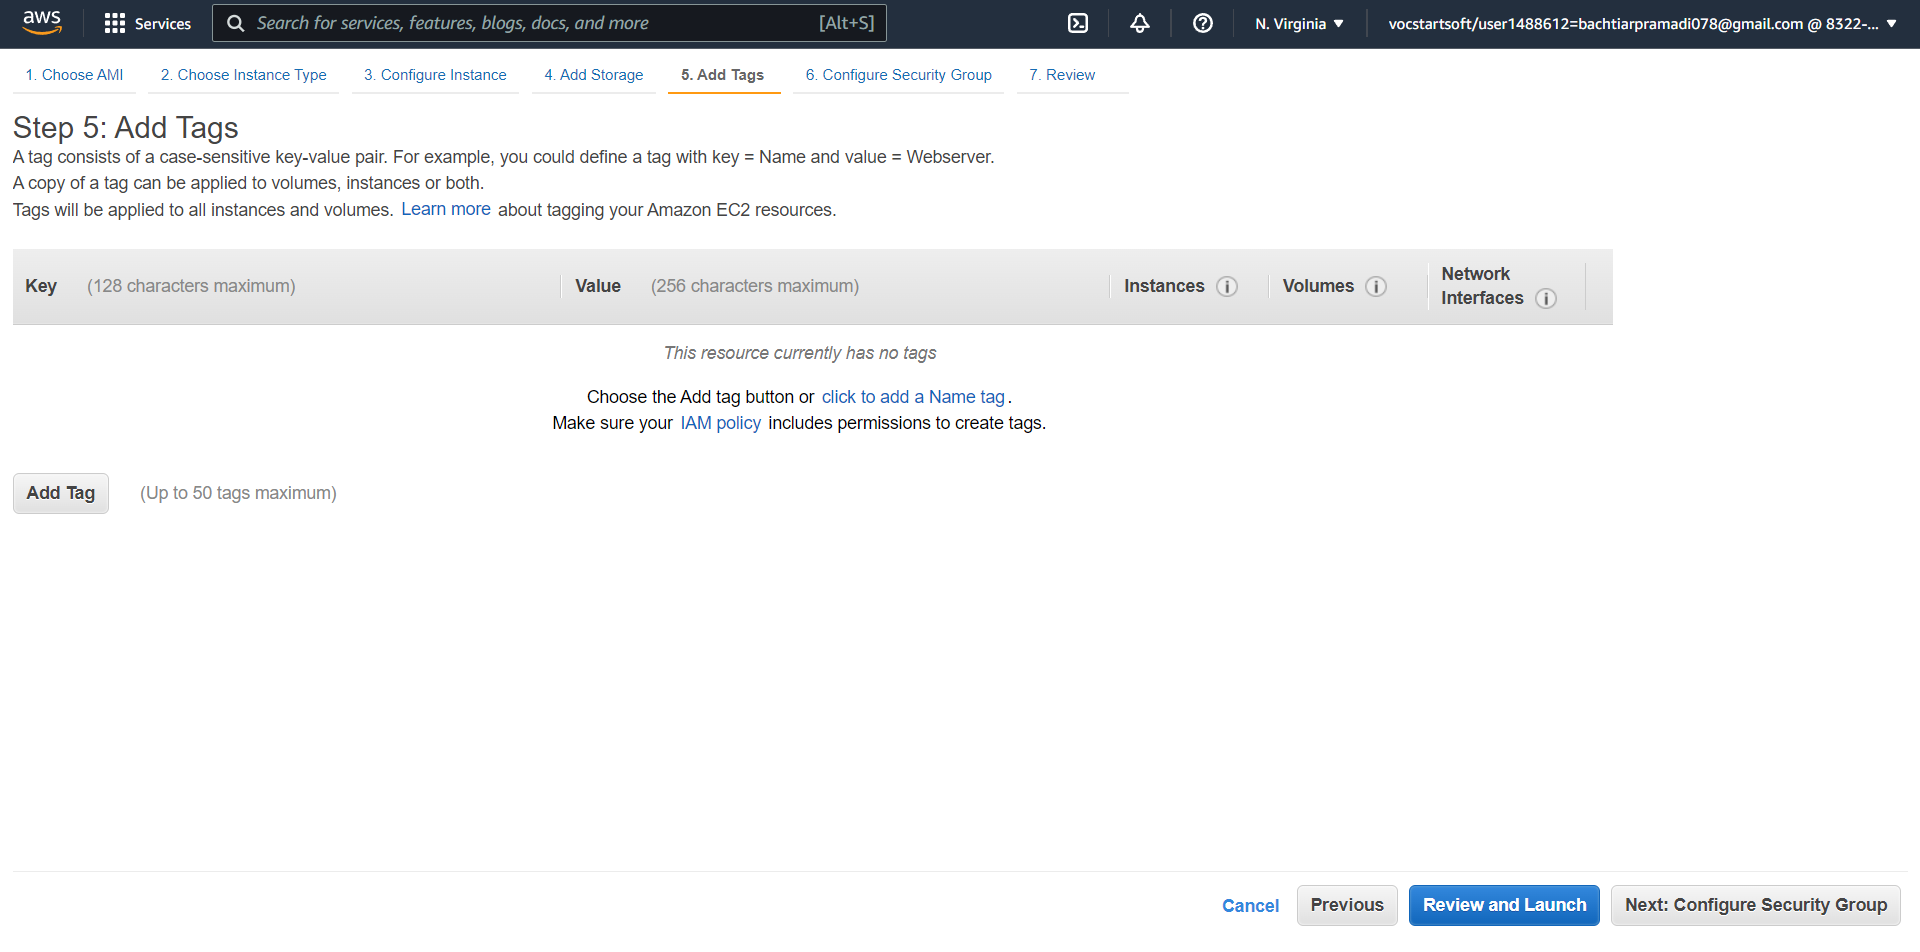 aws
Services
Search for services, features, blogs, docs, and more [Alt+S]
N. Virginia
vocstartsoft/user1488612=bachtiarpramadi078@gmail.com @ 8322-...
1. Choose AMI
2. Choose Instance Type
3. Configure Instance
4. Add Storage
5. Add Tags
6. Configure Security Group
7. Review
Step 5: Add Tags
A tag consists of a case-sensitive key-value pair. For example, you could define a tag with key = Name and value = Webserver.
A copy of a tag can be applied to volumes, instances or both.
Tags will be applied to all instances and volumes. Learn more about tagging your Amazon EC2 resources.
Key (128 characters maximum)
Value (256 characters maximum)
Instances
Volumes
Network
Interfaces
This resource currently has no tags
Choose the Add tag button or click to add a Name tag.
Make sure your IAM policy includes permissions to create tags.
Add Tag
(Up to 50 tags maximum)
Cancel
Previous
Review and Launch
Next: Configure Security Group